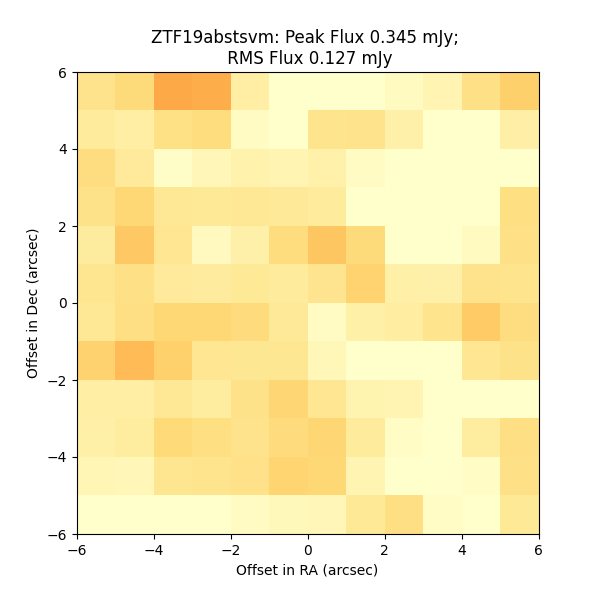 ZTF19abstsvm: Peak Flux 0.345 mJy;
RMS Flux 0.127 mJy
6
4
2
0
−2
−4
−6
Offset in Dec (arcsec)
−6 −4 −2 0 2 4 6
Offset in RA (arcsec)